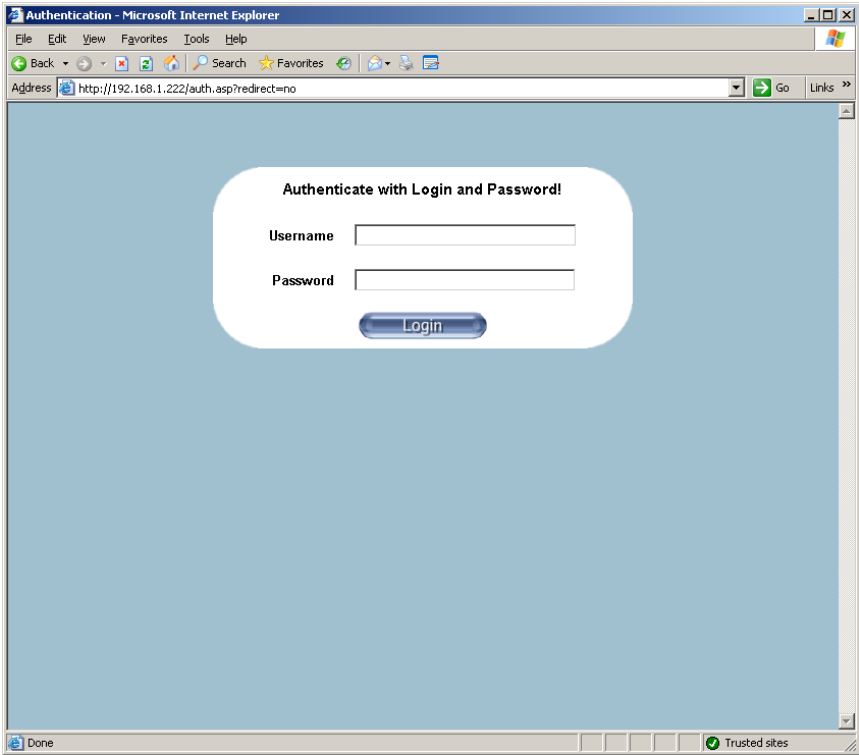 Authentication - Microsoft Internet Explorer
File Edit View Favorites Tools Help
Back Search Favorites
Address http://192.168.1.222/auth.asp?redirect=no Go Links »
Authenticate with Login and Password!
Username
Password
Login
Done Trusted sites